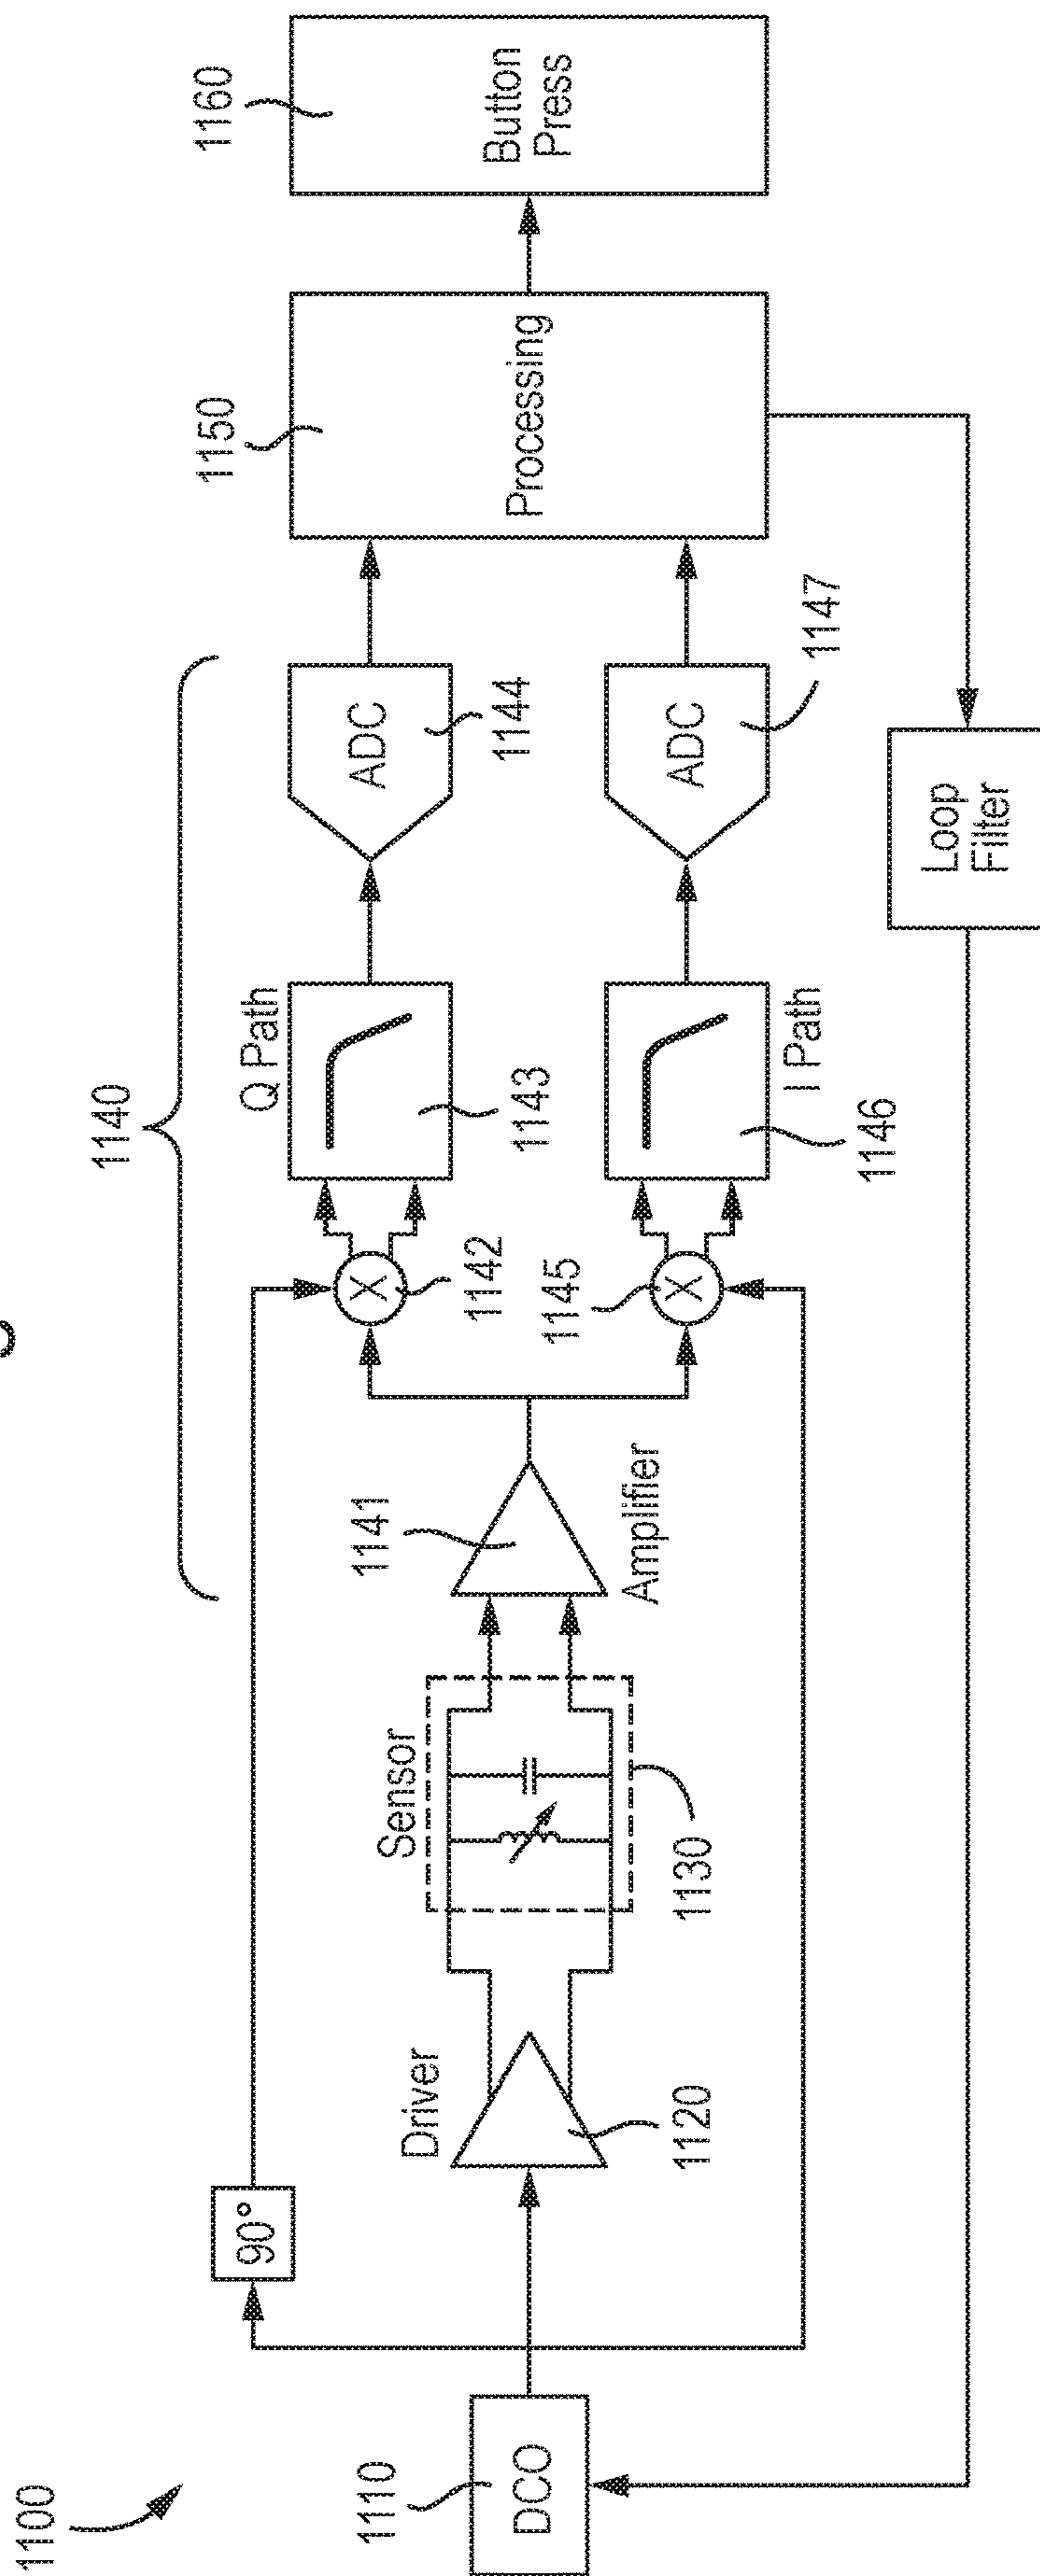 1100
1110
DCO
90°
Driver
1120
Sensor
1130
1140
1141
Amplifier
X
1142
1145
X
Q Path
1143
I Path
1146
ADC
1144
ADC
1147
1150
Processing
Loop
Filter
1160
Button
Press